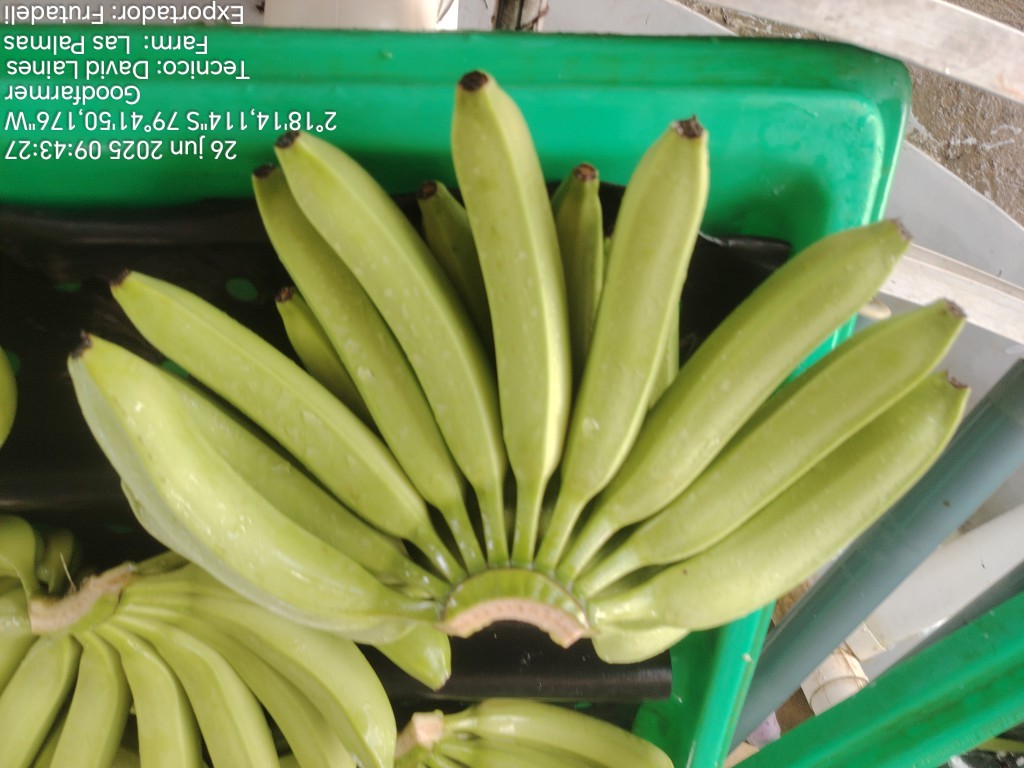 26 jun 2025 09:43:27
2°18'14,114"S 79°41'50,176"W
Goodfarmer
Tecnico: David Laines
Farm:  Las Palmas
Exportador: Frutadeli